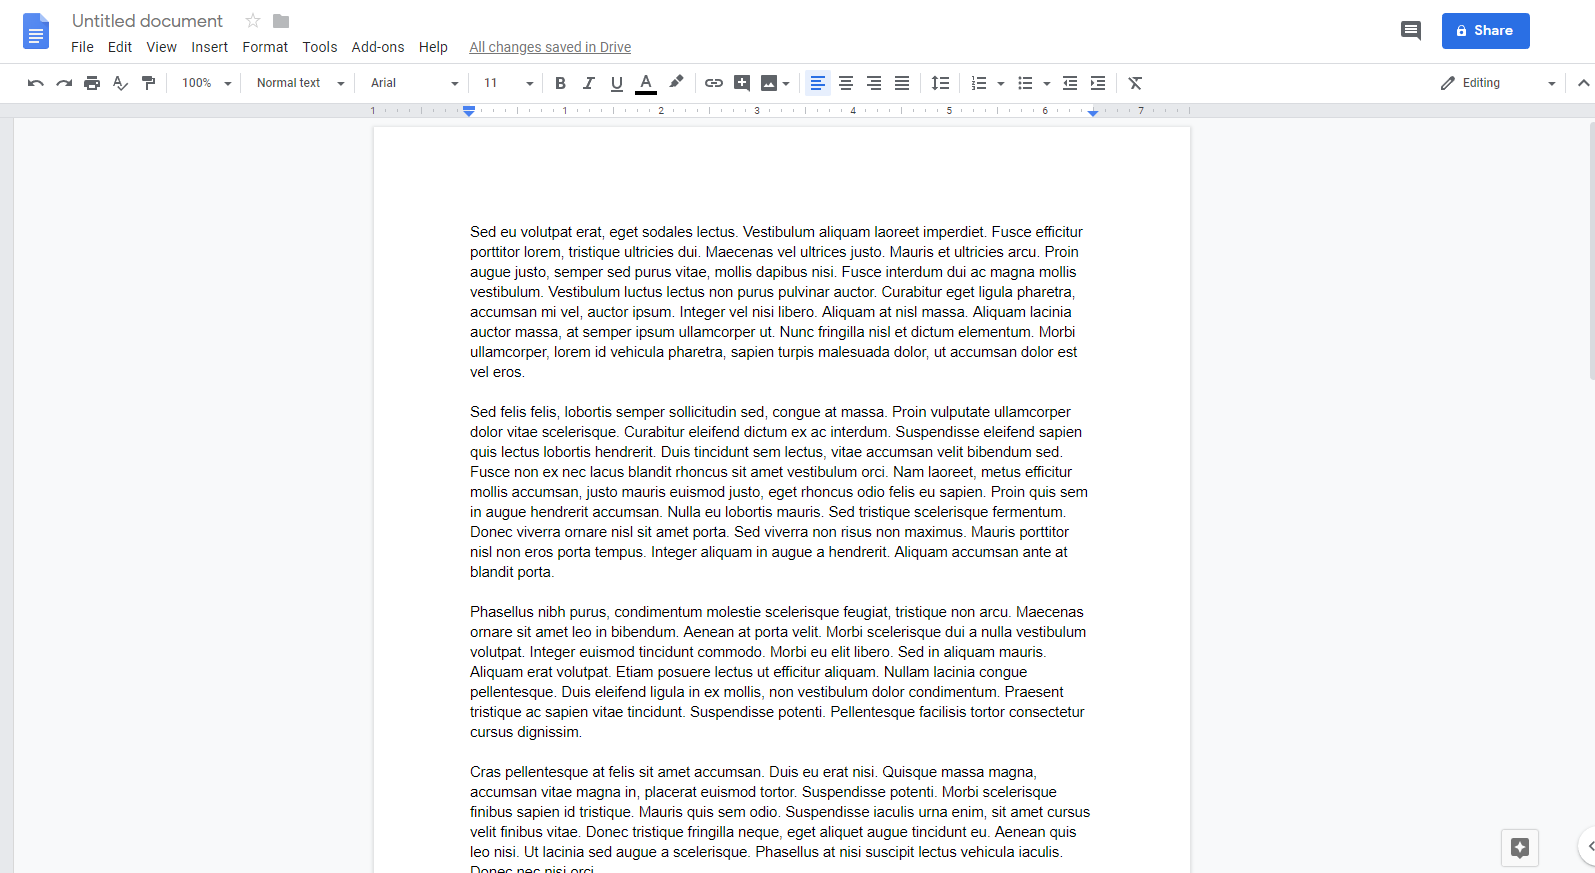 Untitled document
File Edit View Insert Format Tools Add-ons Help All changes saved in Drive
Share
100% Normal text Arial 11 B I U A Editing
1 1 2 3 4 5 6 7
Sed eu volutpat erat, eget sodales lectus. Vestibulum aliquam laoreet imperdiet. Fusce efficitur
porttitor lorem, tristique ultricies dui. Maecenas vel ultrices justo. Mauris et ultricies arcu. Proin
augue justo, semper sed purus vitae, mollis dapibus nisi. Fusce interdum dui ac magna mollis
vestibulum. Vestibulum luctus lectus non purus pulvinar auctor. Curabitur eget ligula pharetra,
accumsan mi vel, auctor ipsum. Integer vel nisi libero. Aliquam at nisl massa. Aliquam lacinia
auctor massa, at semper ipsum ullamcorper ut. Nunc fringilla nisl et dictum elementum. Morbi
ullamcorper, lorem id vehicula pharetra, sapien turpis malesuada dolor, ut accumsan dolor est
vel eros.
Sed felis felis, lobortis semper sollicitudin sed, congue at massa. Proin vulputate ullamcorper
dolor vitae scelerisque. Curabitur eleifend dictum ex ac interdum. Suspendisse eleifend sapien
quis lectus lobortis hendrerit. Duis tincidunt sem lectus, vitae accumsan velit bibendum sed.
Fusce non ex nec lacus blandit rhoncus sit amet vestibulum orci. Nam laoreet, metus efficitur
mollis accumsan, justo mauris euismod justo, eget rhoncus odio felis eu sapien. Proin quis sem
in augue hendrerit accumsan. Nulla eu lobortis mauris. Sed tristique scelerisque fermentum.
Donec viverra ornare nisl sit amet porta. Sed viverra non risus non maximus. Mauris porttitor
nisl non eros porta tempus. Integer aliquam in augue a hendrerit. Aliquam accumsan ante at
blandit porta.
Phasellus nibh purus, condimentum molestie scelerisque feugiat, tristique non arcu. Maecenas
ornare sit amet leo in bibendum. Aenean at porta velit. Morbi scelerisque dui a nulla vestibulum
volutpat. Integer euismod tincidunt commodo. Morbi eu elit libero. Sed in aliquam mauris.
Aliquam erat volutpat. Etiam posuere lectus ut efficitur aliquam. Nullam lacinia congue
pellentesque. Duis eleifend ligula in ex mollis, non vestibulum dolor condimentum. Praesent
tristique ac sapien vitae tincidunt. Suspendisse potenti. Pellentesque facilisis tortor consectetur
cursus dignissim.
Cras pellentesque at felis sit amet accumsan. Duis eu erat nisi. Quisque massa magna,
accumsan vitae magna in, placerat euismod tortor. Suspendisse potenti. Morbi scelerisque
finibus sapien id tristique. Mauris quis sem odio. Suspendisse iaculis urna enim, sit amet cursus
velit finibus vitae. Donec tristique fringilla neque, eget aliquet augue tincidunt eu. Aenean quis
leo nisi. Ut lacinia sed augue a scelerisque. Phasellus at nisi suscipit lectus vehicula iaculis.
Donec nec nisi orci.